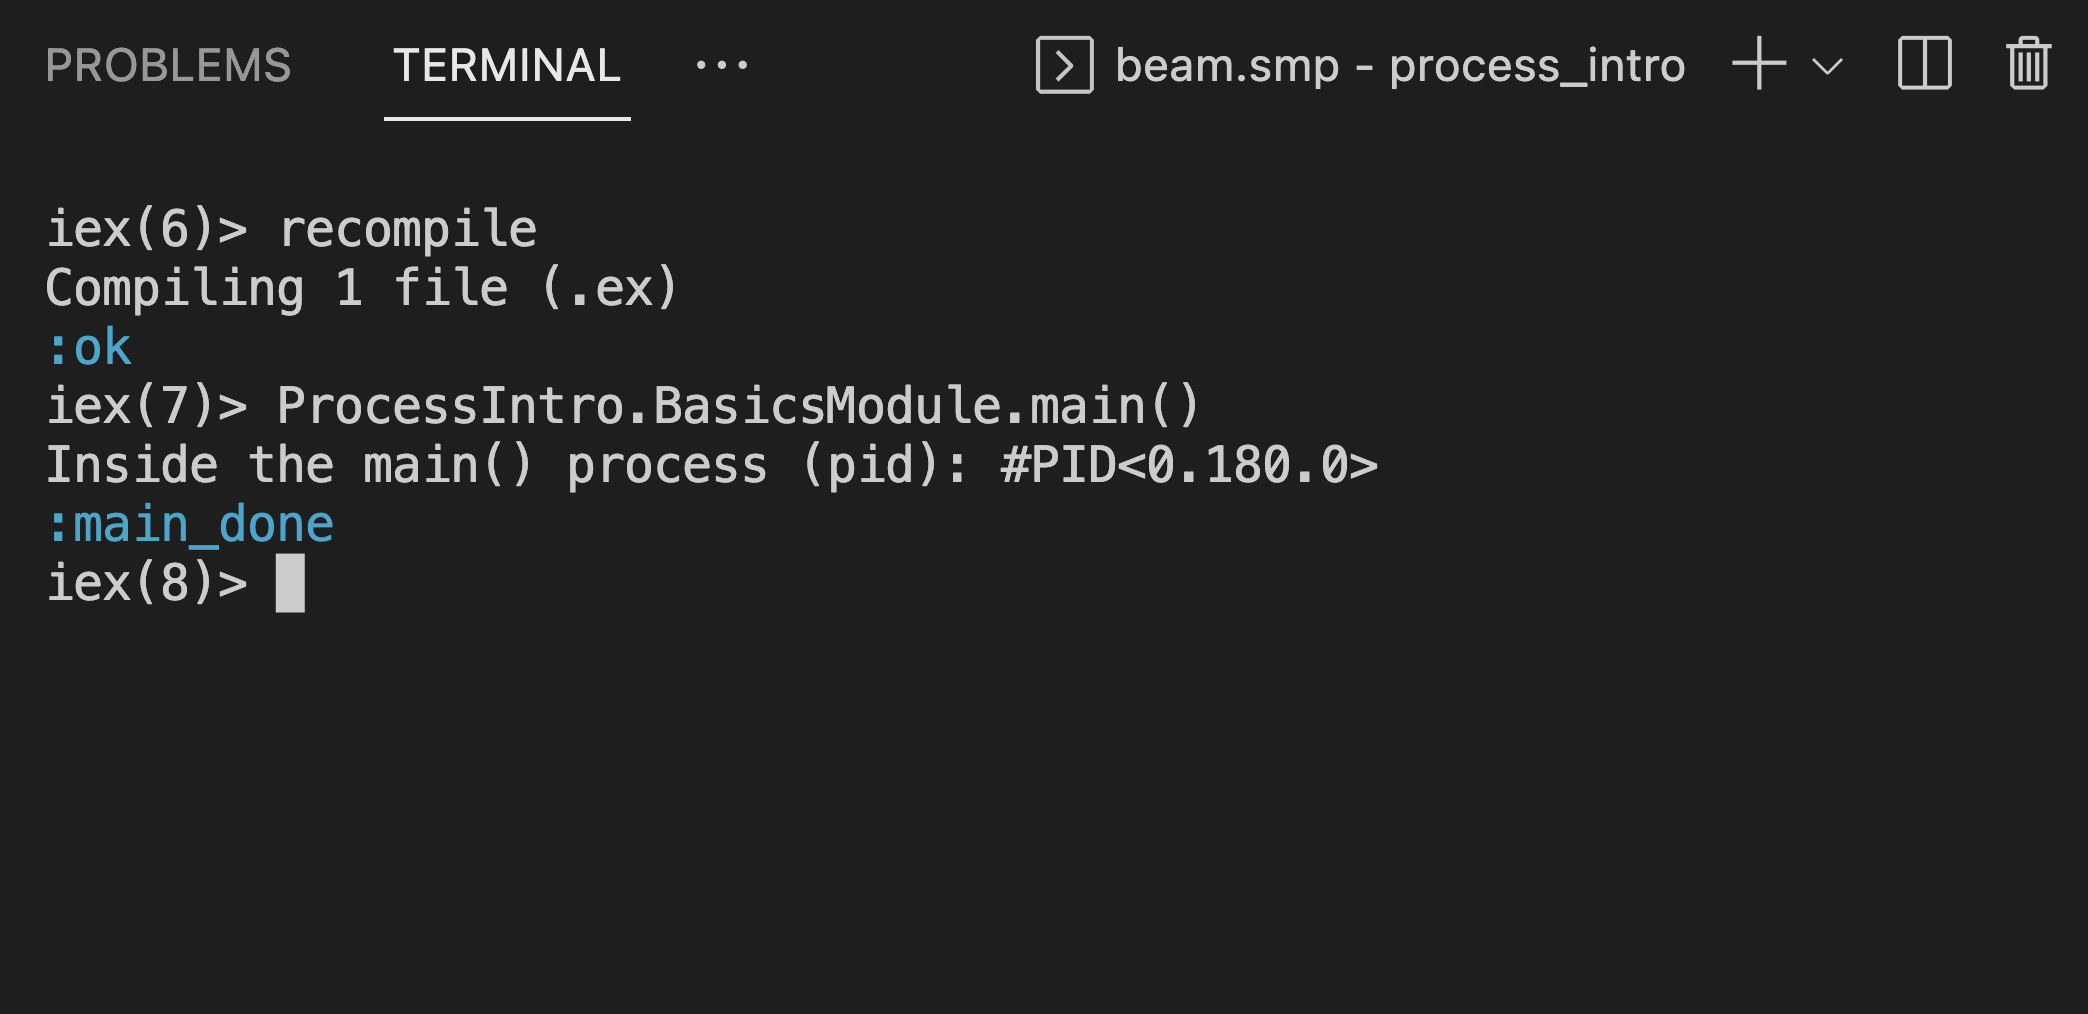 PROBLEMS TERMINAL ··· beam.smp - process_intro
iex(6)> recompile
Compiling 1 file (.ex)
:ok
iex(7)> ProcessIntro.BasicsModule.main()
Inside the main() process (pid): #PID<0.180.0>
:main_done
iex(8)>